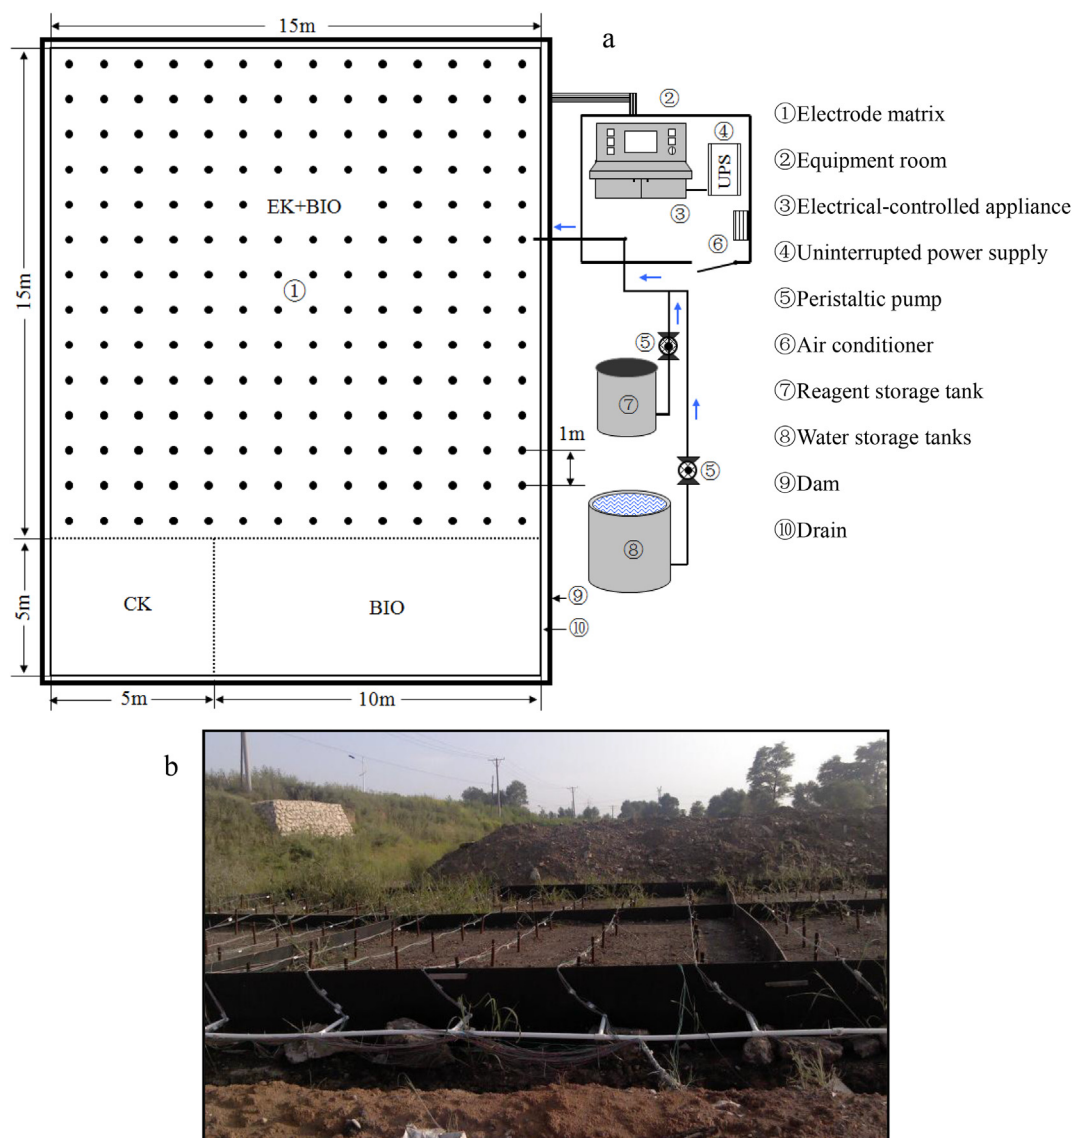 15m
a
②
①Electrode matrix
④
②Equipment room
UPS
EK+BIO
③
③Electrical-controlled appliance
⑥
④Uninterrupted power supply
15m
①
⑤Peristaltic pump
⑤
⑥Air conditioner
⑦
⑦Reagent storage tank
1m
⑧Water storage tanks
⑤
⑨Dam
⑩Drain
⑧
5m
CK
BIO
⑨
⑩
5m
10m
b